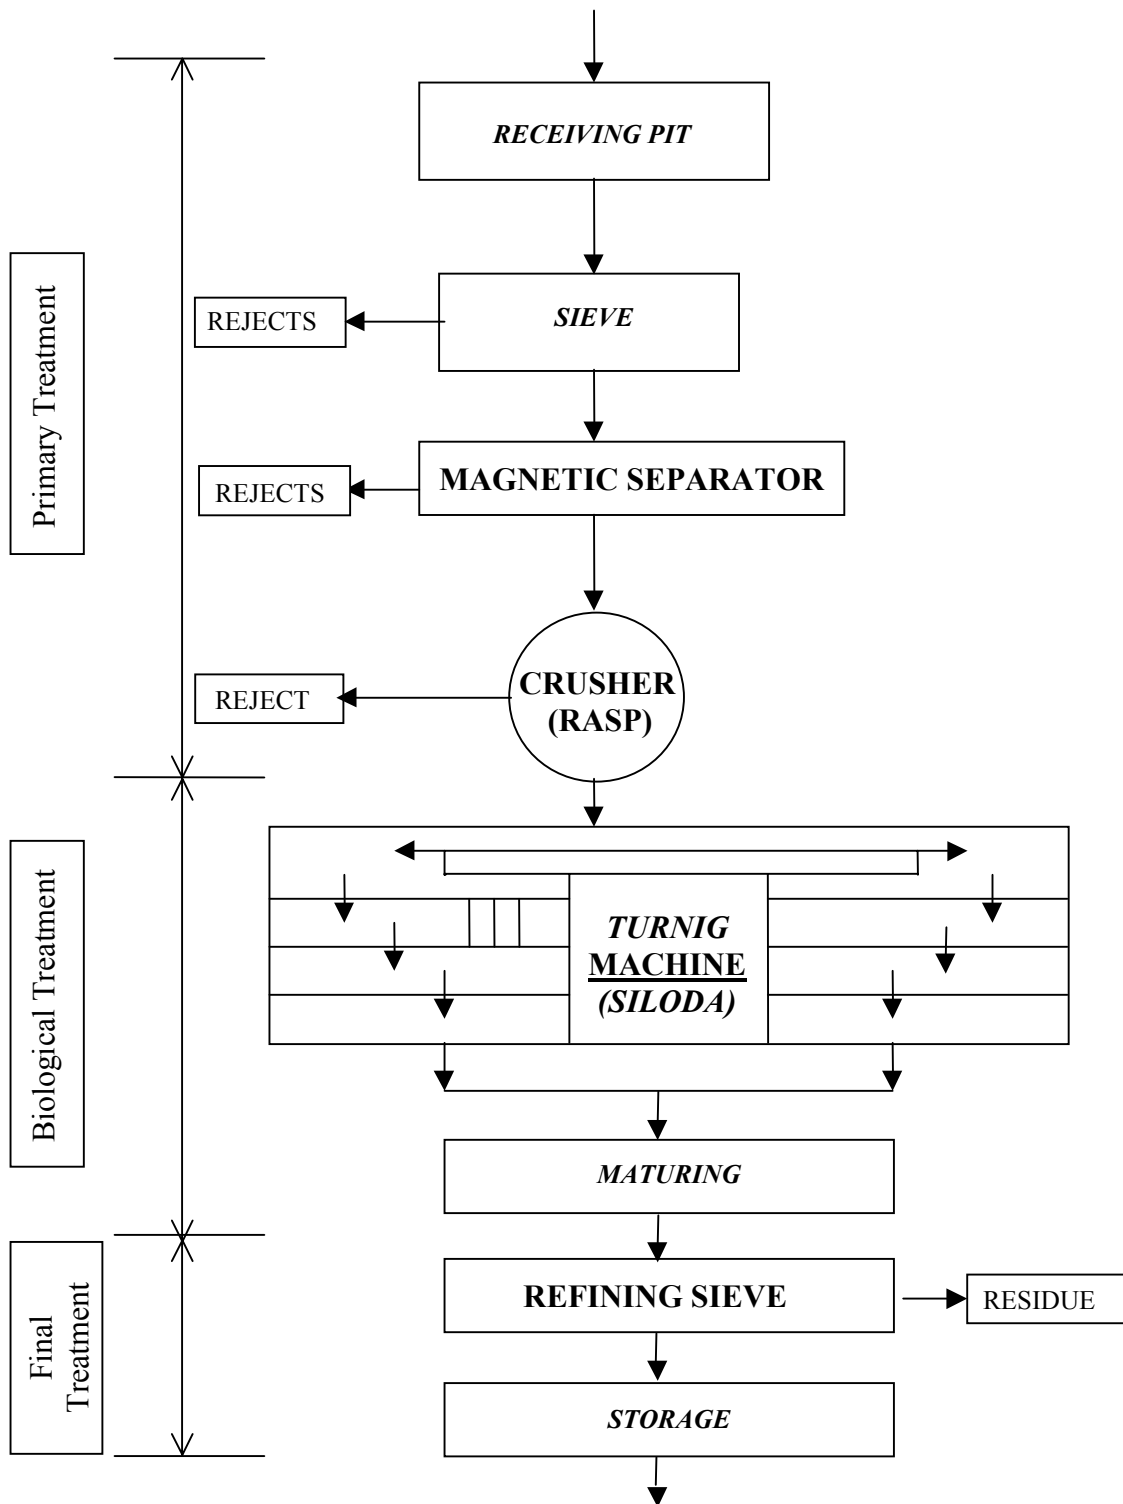 RECEIVING PIT
Primary Treatment
REJECTS
SIEVE
REJECTS
MAGNETIC SEPARATOR
REJECT
CRUSHER
(RASP)
Biological Treatment
TURNIG
MACHINE
(SILODA)
MATURING
Final
Treatment
REFINING SIEVE
RESIDUE
STORAGE